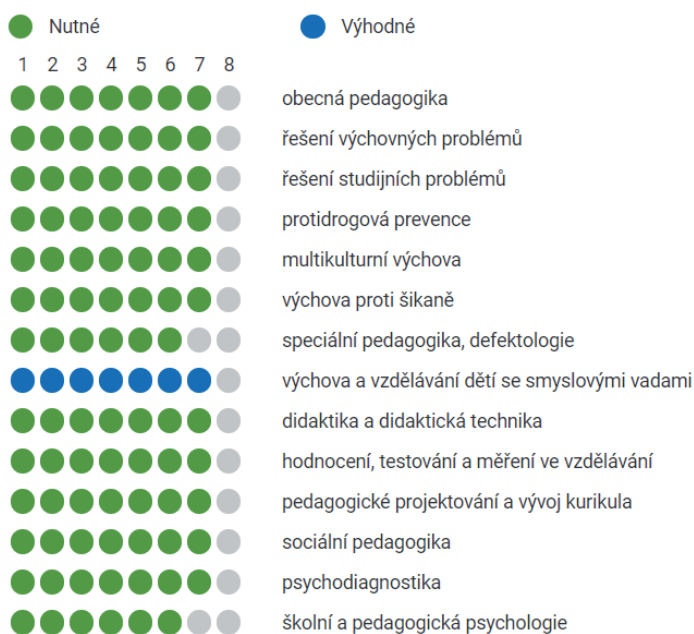 Nutné Výhodné
1 2 3 4 5 6 7 8
obecná pedagogika
řešení výchovných problémů
řešení studijních problémů
protidrogová prevence
multikulturní výchova
výchova proti šikaně
speciální pedagogika, defektologie
výchova a vzdělávání dětí se smyslovými vadami
didaktika a didaktická technika
hodnocení, testování a měření ve vzdělávání
pedagogické projektování a vývoj kurikula
sociální pedagogika
psychodiagnostika
školní a pedagogická psychologie